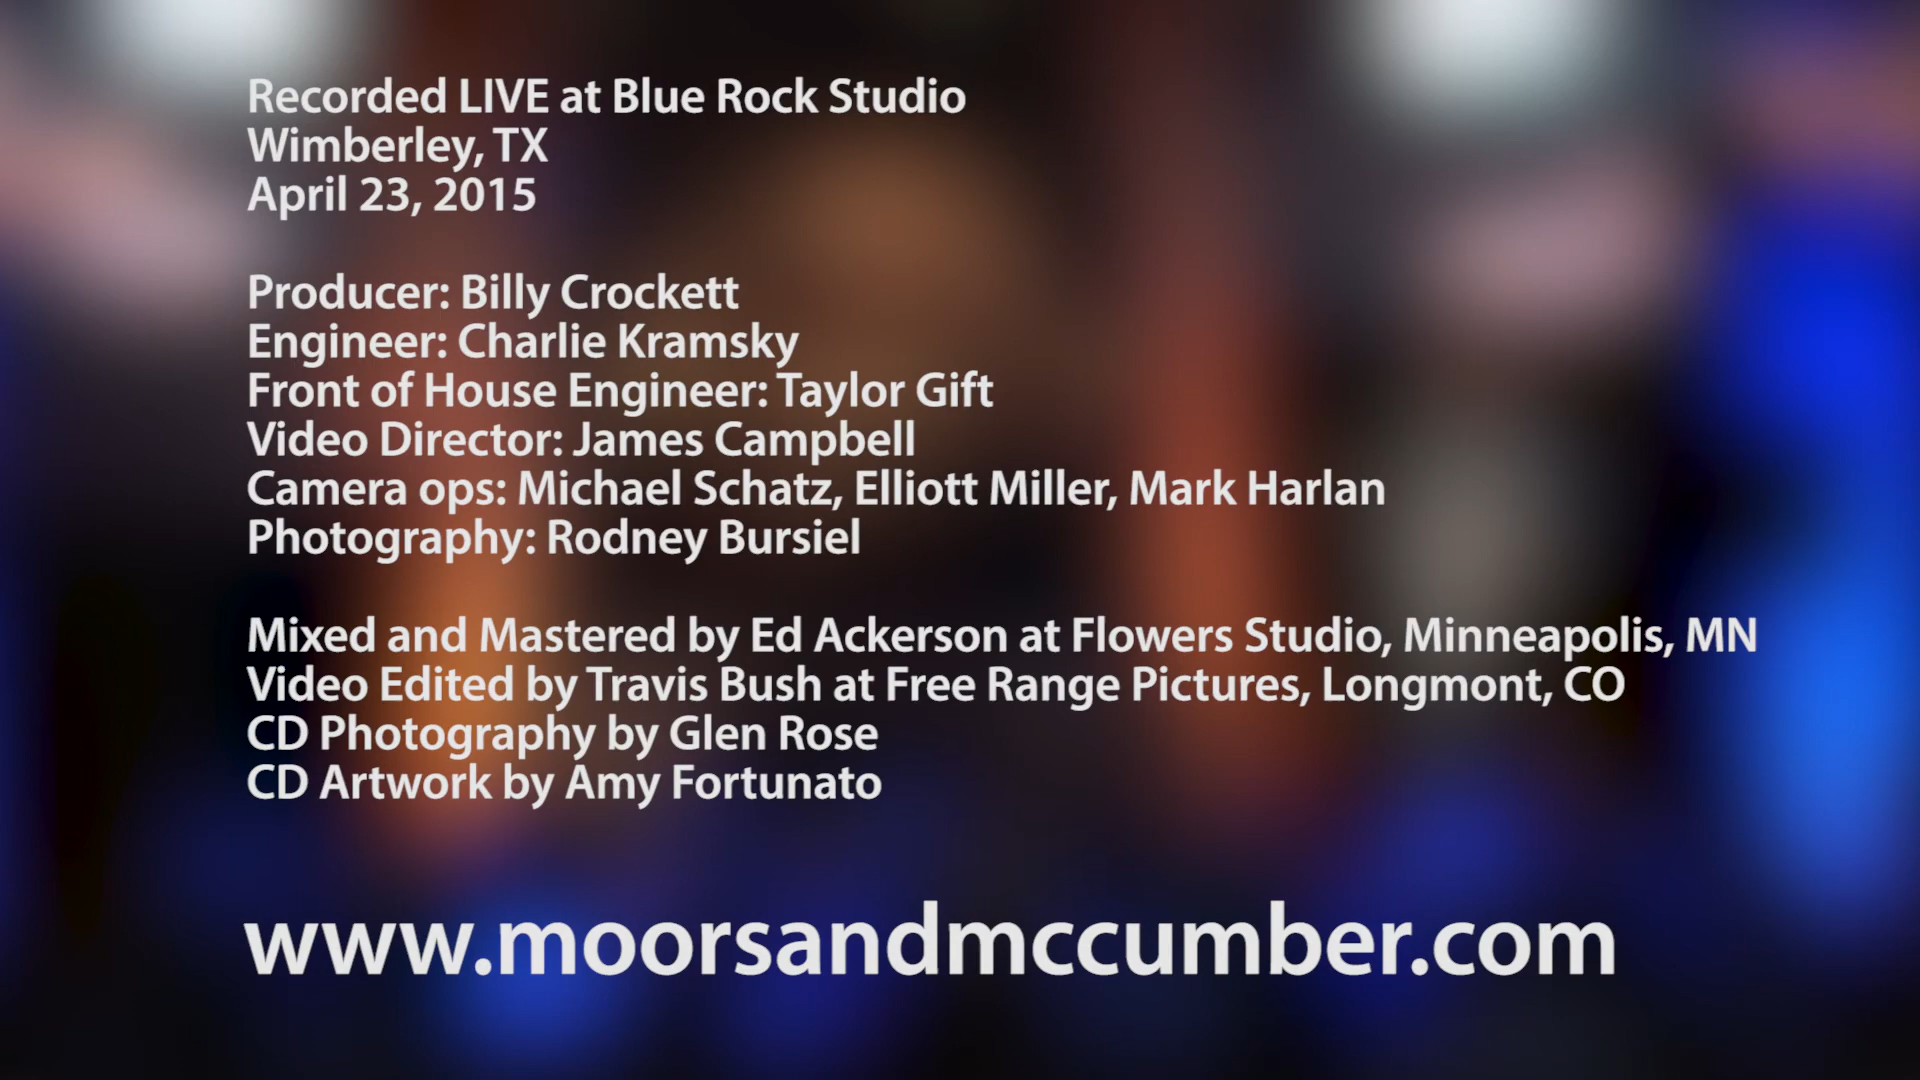 Recorded LIVE at Blue Rock Studio
Wimberley, TX
April 23, 2015
Producer: Billy Crockett
Engineer: Charlie Kramsky
Front of House Engineer: Taylor Gift
Video Director: James Campbell
Camera ops: Michael Schatz, Elliott Miller, Mark Harlan
Photography: Rodney Bursiel
Mixed and Mastered by Ed Ackerson at Flowers Studio, Minneapolis, MN
Video Edited by Travis Bush at Free Range Pictures, Longmont, CO
CD Photography by Glen Rose
CD Artwork by Amy Fortunato
www.moorsandmccumber.com